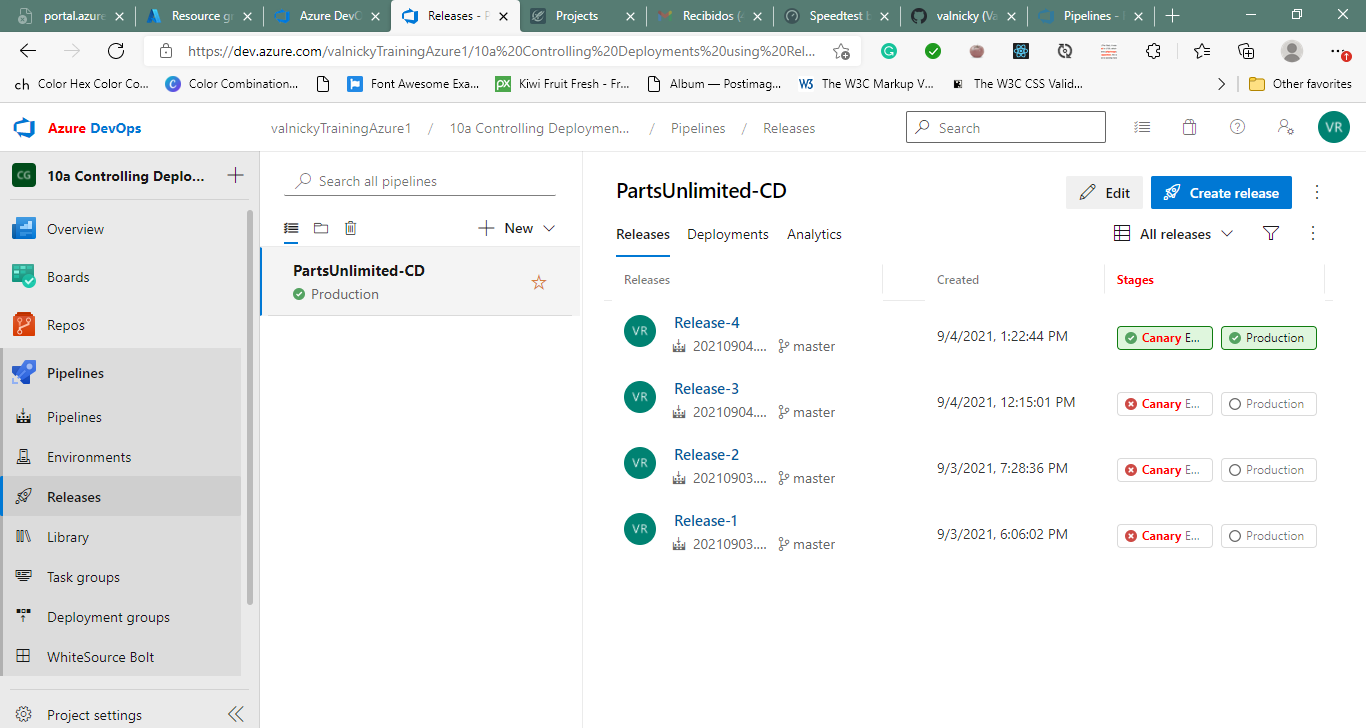 portal.azure
Resource g
Azure DevC
Releases - P
Projects
Recibidos (
Speedtest b
valnicky (Va
Pipelines -
https://dev.azure.com/valnickyTrainingAzure1/10a%20Controlling%20Deployments%20using%20Rel...
ch Color Hex Color Co...
C Color Combination...
Font Awesome Exa...
px Kiwi Fruit Fresh - Fr...
Album — Postimag...
W3 The W3C Markup V...
The W3C CSS Valid...
Other favorites
Azure DevOps
valnickyTrainingAzure1 / 10a Controlling Deploymen... / Pipelines / Releases
Search
VR
CG 10a Controlling Deplo...
Overview
Boards
Repos
Pipelines
Pipelines
Environments
Releases
Library
Task groups
Deployment groups
WhiteSource Bolt
Project settings
Search all pipelines
New
PartsUnlimited-CD
Production
PartsUnlimited-CD
Edit
Create release
Releases Deployments Analytics
All releases
Releases Created Stages
VR Release-4 9/4/2021, 1:22:44 PM Canary E... Production
20210904.... master
VR Release-3 9/4/2021, 12:15:01 PM Canary E... Production
20210904.... master
VR Release-2 9/3/2021, 7:28:36 PM Canary E... Production
20210903.... master
VR Release-1 9/3/2021, 6:06:02 PM Canary E... Production
20210903.... master